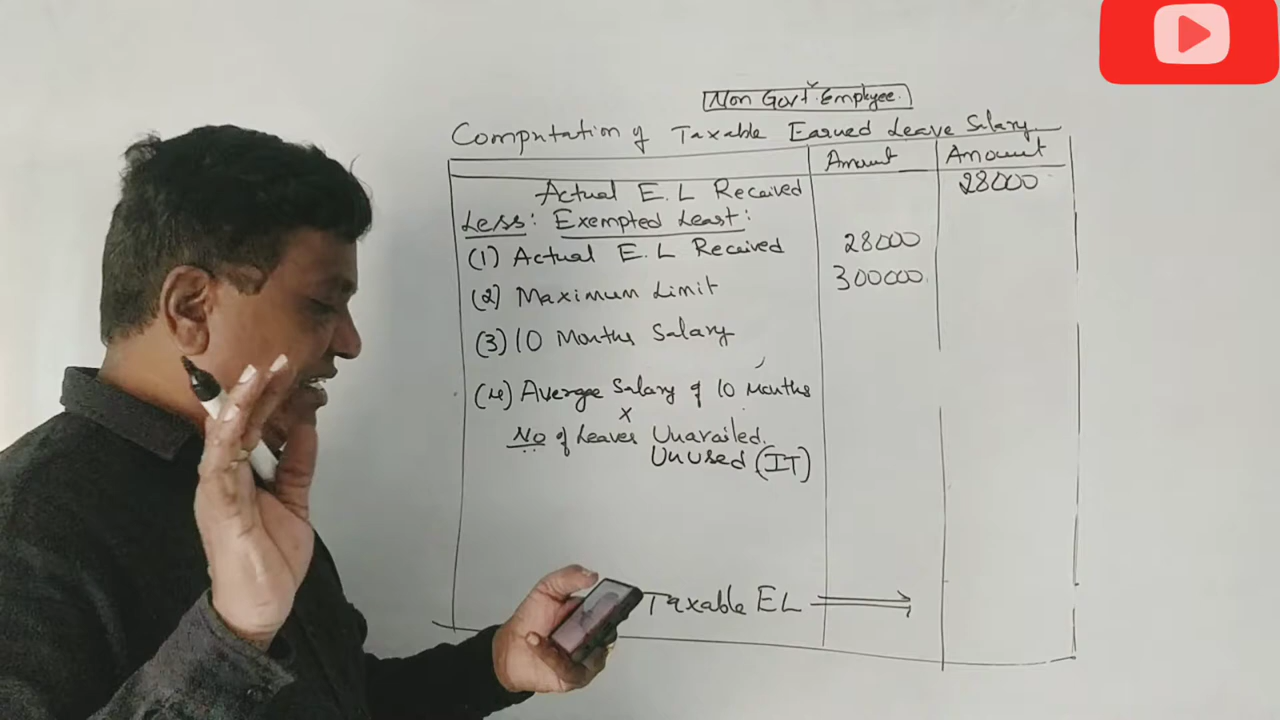 Non Govt. Employee.
Computation of Taxable Earned Leave Salary
Amount Amount
Actual E.L Received 28000
Less: Exempted Least:
(1) Actual E.L Received 28000
(2) Maximum Limit 300000
(3) 10 Months Salary
(4) Average Salary of 10 Months
x
No of Leaves Unavailed.
Unused (IT)
Taxable EL